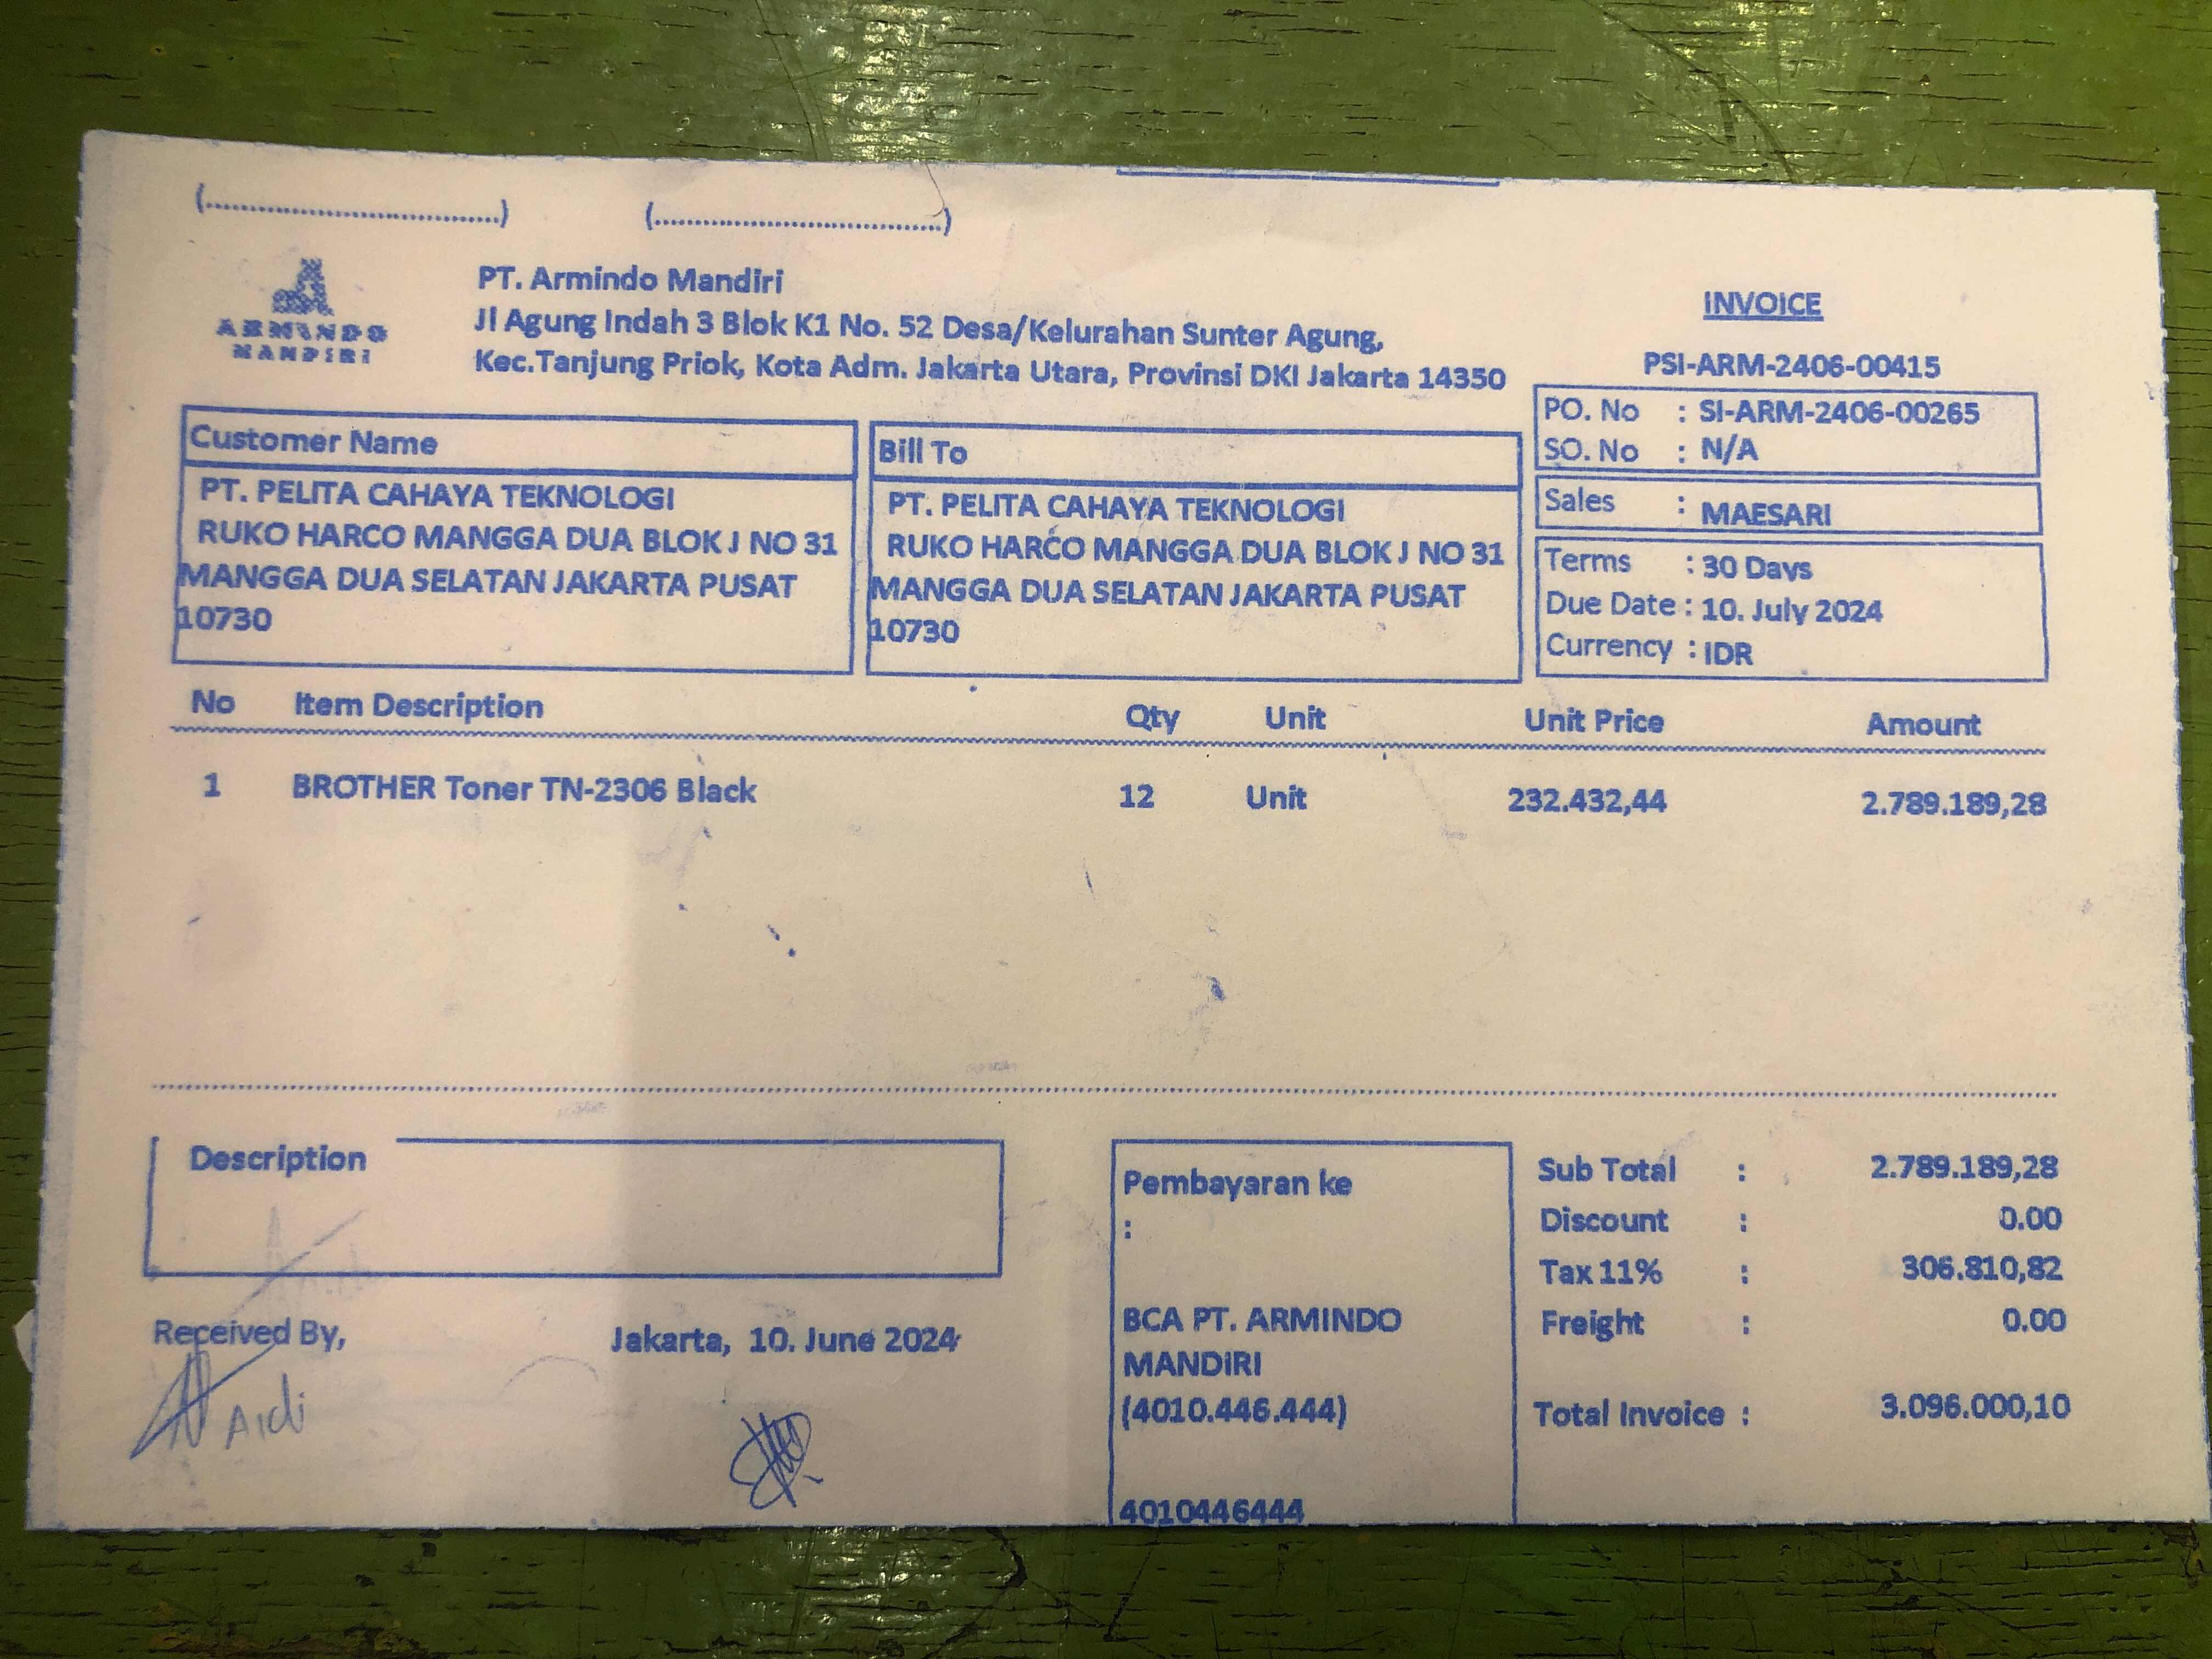 (................................)
(................................)
ARMINDO
MANDIRI
PT. Armindo Mandiri
Jl Agung Indah 3 Blok K1 No. 52 Desa/Kelurahan Sunter Agung,
Kec.Tanjung Priok, Kota Adm. Jakarta Utara, Provinsi DKI Jakarta 14350
INVOICE
PSI-ARM-2406-00415
PO. No : SI-ARM-2406-00265
SO. No : N/A
Sales : MAESARI
Terms : 30 Days
Due Date : 10. July 2024
Currency : IDR
Customer Name
PT. PELITA CAHAYA TEKNOLOGI
RUKO HARCO MANGGA DUA BLOK J NO 31
MANGGA DUA SELATAN JAKARTA PUSAT
10730
Bill To
PT. PELITA CAHAYA TEKNOLOGI
RUKO HARCO MANGGA DUA BLOK J NO 31
MANGGA DUA SELATAN JAKARTA PUSAT
10730
No Item Description Qty Unit Unit Price Amount
1 BROTHER Toner TN-2306 Black 12 Unit 232.432,44 2.789.189,28
Description
Received By,
Aldi
Jakarta, 10. June 2024
Pembayaran ke
:
BCA PT. ARMINDO
MANDIRI
(4010.446.444)
4010446444
Sub Total : 2.789.189,28
Discount : 0.00
Tax 11% : 306.810,82
Freight : 0.00
Total Invoice : 3.096.000,10